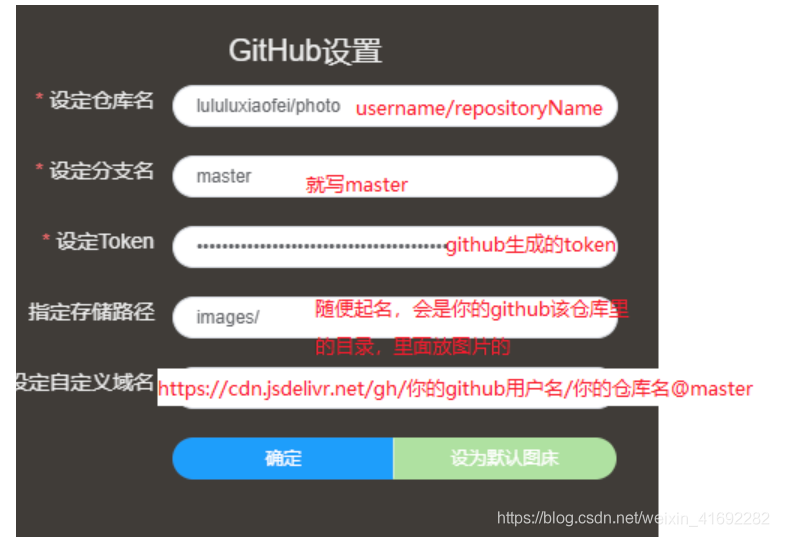 GitHub设置
* 设定仓库名 lululuxiaofei/photo username/repositoryName
* 设定分支名 master 就写master
* 设定Token github生成的token
指定存储路径 images/ 随便起名，会是你的github该仓库里
的目录，里面放图片的
设定自定义域名 https://cdn.jsdelivr.net/gh/你的github用户名/你的仓库名@master
确定 设为默认图床
https://blog.csdn.net/weixin_41692282